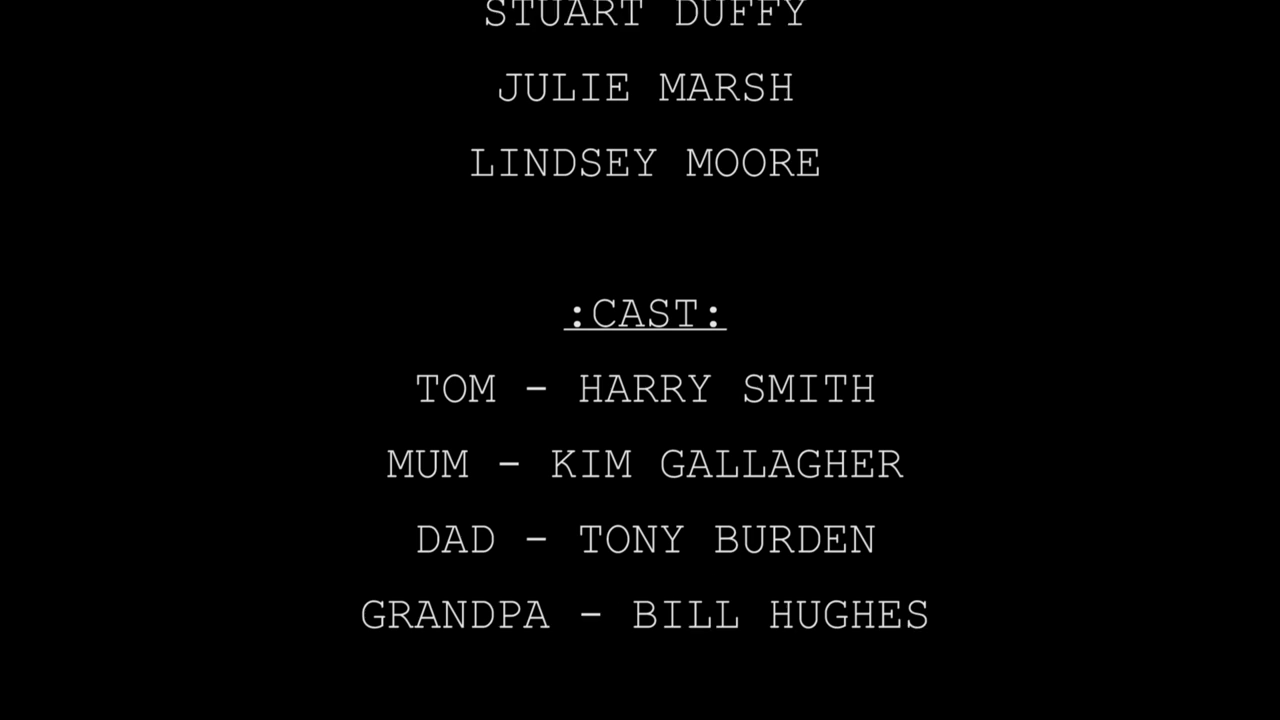 STUART DUFFY
JULIE MARSH
LINDSEY MOORE
:CAST:
TOM - HARRY SMITH
MUM - KIM GALLAGHER
DAD - TONY BURDEN
GRANDPA - BILL HUGHES